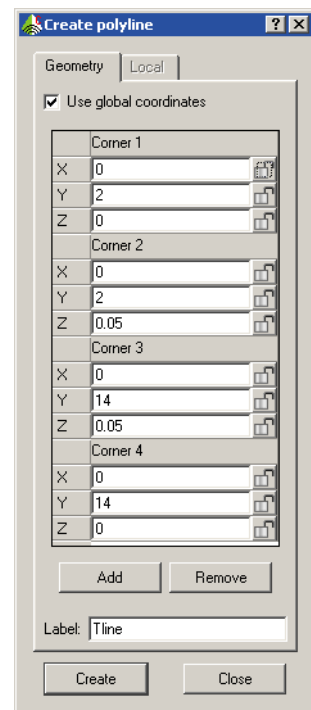 Create polyline
Geometry Local
Use global coordinates
Corner 1
X 0
Y 2
Z 0
Corner 2
X 0
Y 2
Z 0.05
Corner 3
X 0
Y 14
Z 0.05
Corner 4
X 0
Y 14
Z 0
Add Remove
Label: Tline
Create Close